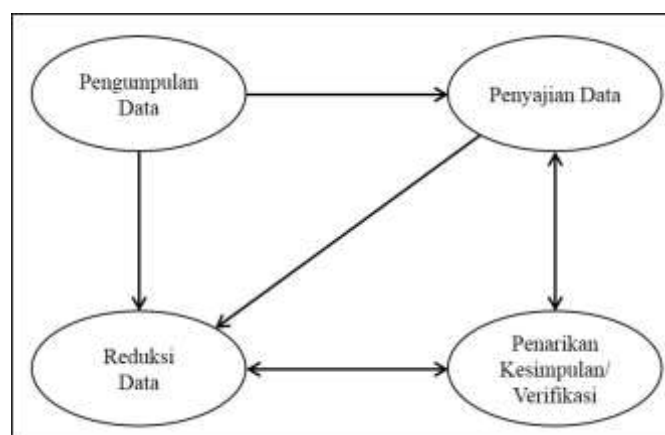 Pengumpulan
Data
Penyajian Data
Reduksi
Data
Penarikan
Kesimpulan/
Verifikasi